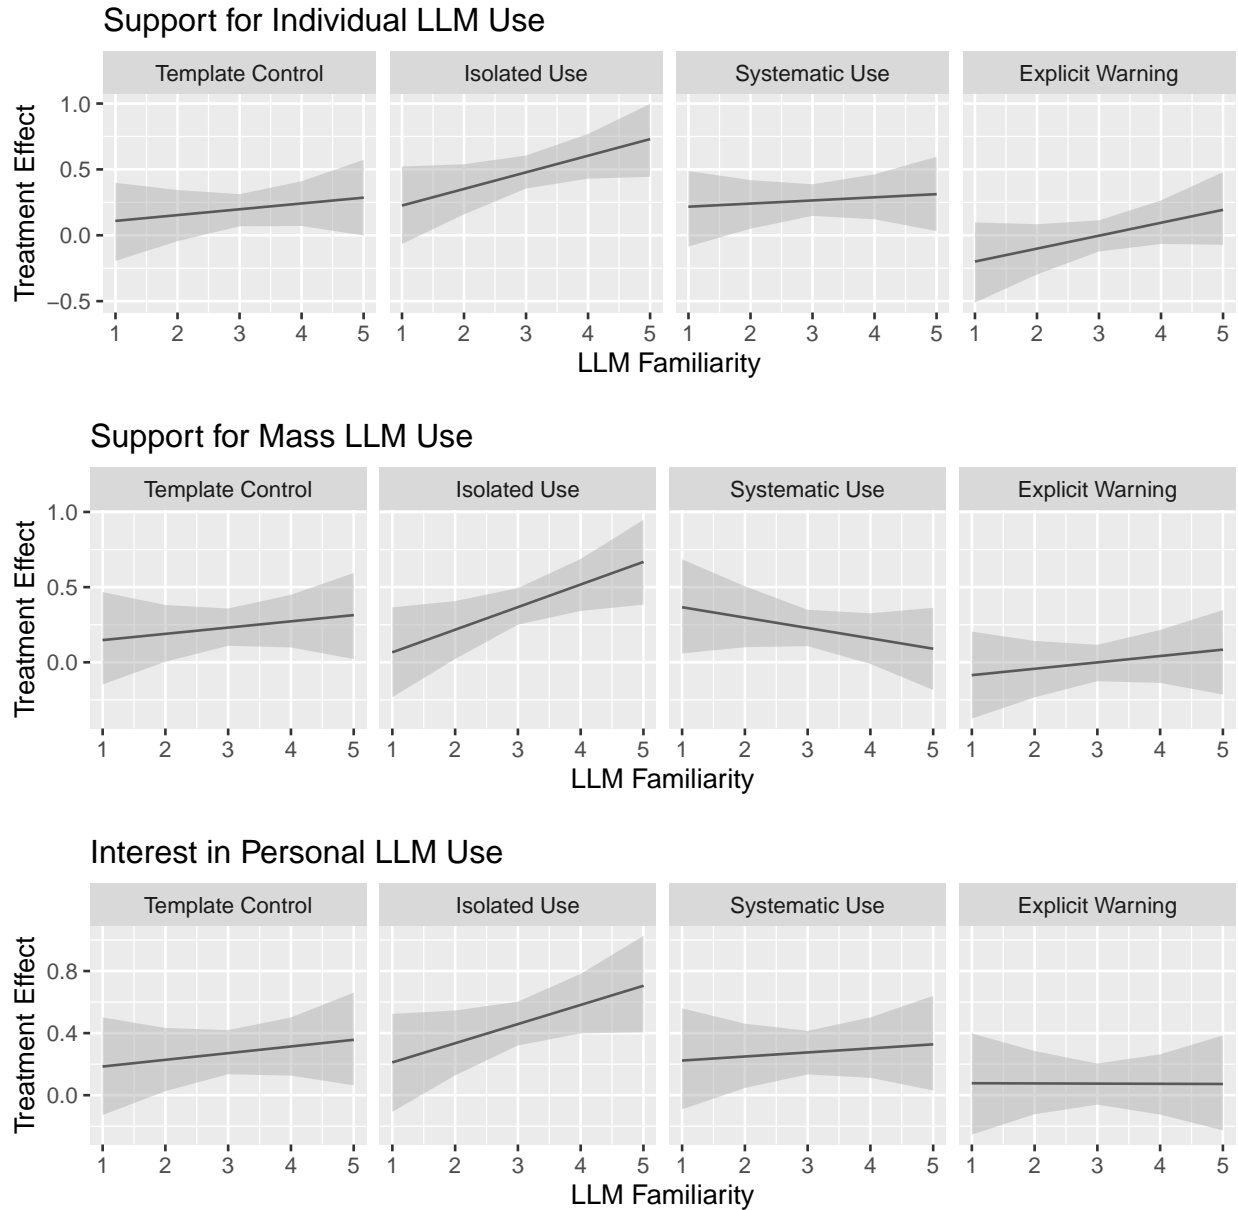 Support for Individual LLM Use
Template Control Isolated Use Systematic Use Explicit Warning
Treatment Effect
1.0
0.5
0.0
−0.5
1 2 3 4 5 1 2 3 4 5 1 2 3 4 5 1 2 3 4 5
LLM Familiarity
Support for Mass LLM Use
Template Control Isolated Use Systematic Use Explicit Warning
Treatment Effect
1.0
0.5
0.0
1 2 3 4 5 1 2 3 4 5 1 2 3 4 5 1 2 3 4 5
LLM Familiarity
Interest in Personal LLM Use
Template Control Isolated Use Systematic Use Explicit Warning
Treatment Effect
0.8
0.4
0.0
1 2 3 4 5 1 2 3 4 5 1 2 3 4 5 1 2 3 4 5
LLM Familiarity